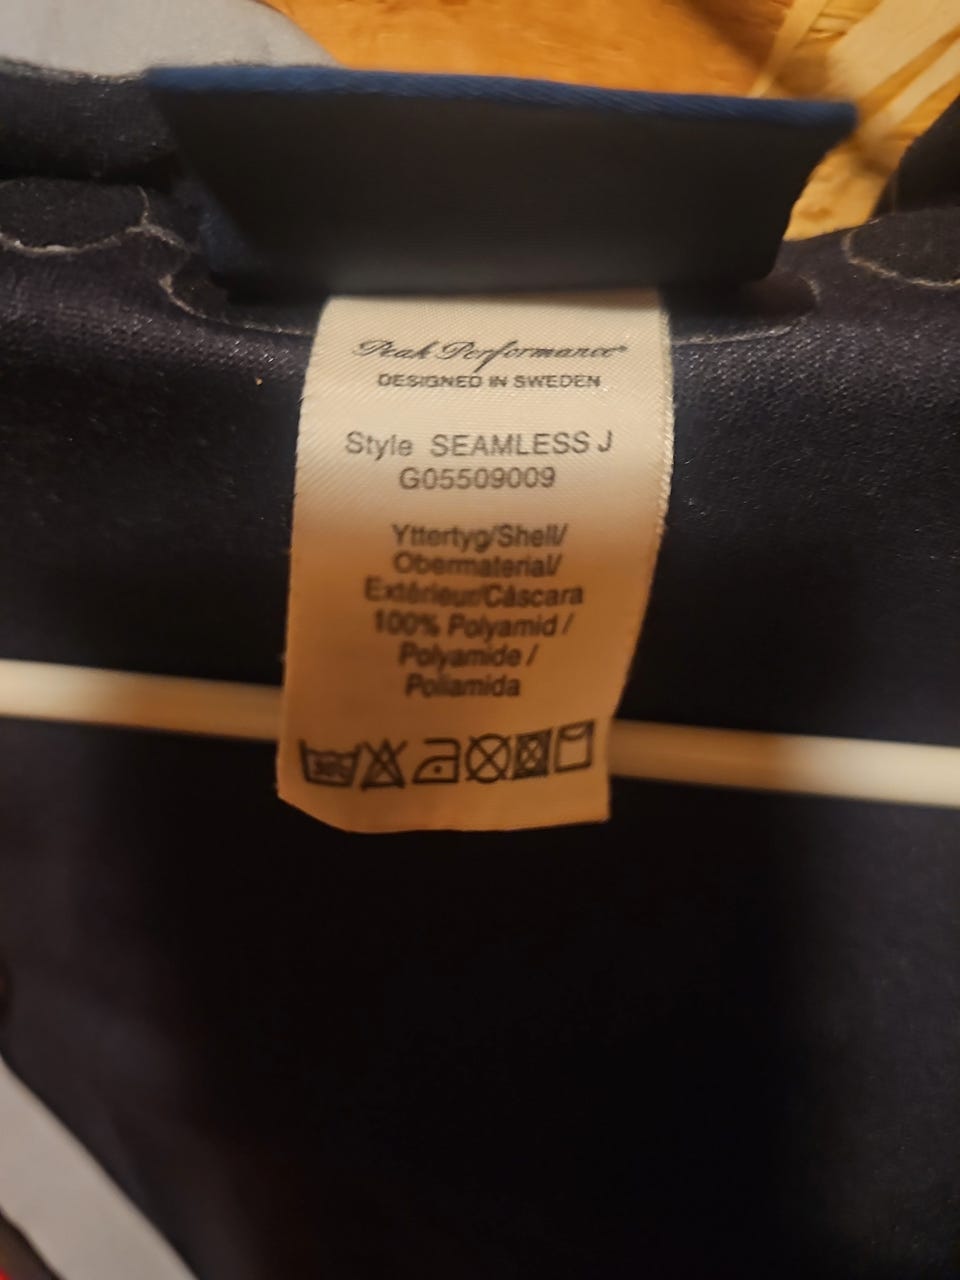 Peak Performance®
DESIGNED IN SWEDEN
Style SEAMLESS J
G05509009
Yttertyg/Shell/
Obermaterial/
Extérieur/Cáscara
100% Polyamid /
Polyamide /
Poliamida